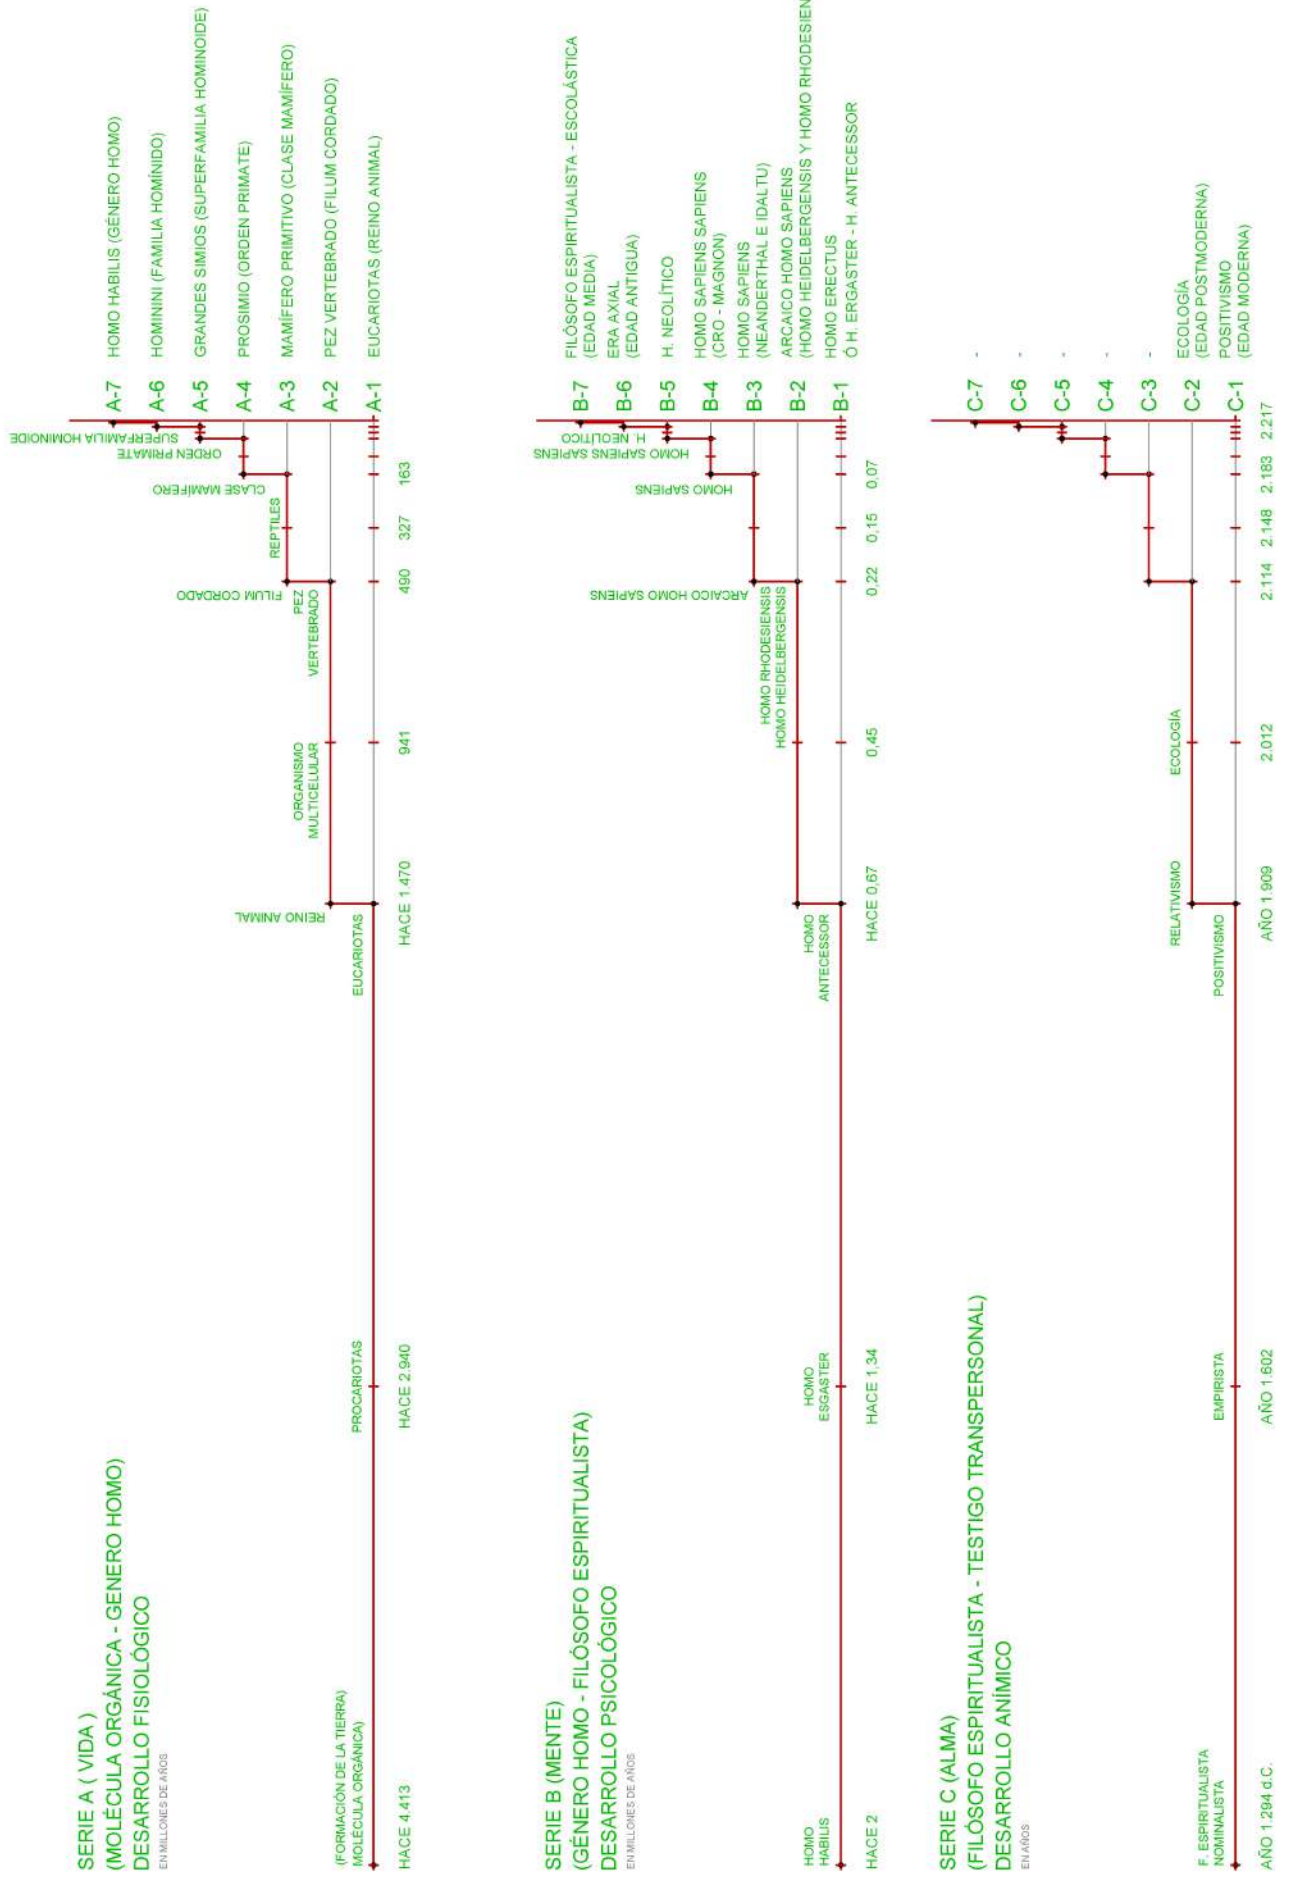 SERIE A ( VIDA )
(MOLÉCULA ORGÁNICA - GENERO HOMO)
DESARROLLO FISIOLÓGICO
EN MILLONES DE AÑOS
(FORMACIÓN DE LA TIERRA)
MOLÉCULA ORGÁNICA)
PROCARIOTAS
EUCARIOTAS
REINO ANIMAL
ORGANISMO
MULTICELULAR
PEZ
VERTEBRADO
FILUM CORDADO
REPTILES
CLASE MAMÍFERO
ORDEN PRIMATE
SUPERFAMILIA HOMINOIDE
HACE 4.413
HACE 2.940
HACE 1.470
941
490
327
163
A-7 HOMO HABILIS (GÉNERO HOMO)
A-6 HOMININI (FAMILIA HOMÍNIDO)
A-5 GRANDES SIMIOS (SUPERFAMILIA HOMINOIDE)
A-4 PROSIMIO (ORDEN PRIMATE)
A-3 MAMÍFERO PRIMITIVO (CLASE MAMÍFERO)
A-2 PEZ VERTEBRADO (FILUM CORDADO)
A-1 EUCARIOTAS (REINO ANIMAL)
SERIE B (MENTE)
(GÉNERO HOMO - FILÓSOFO ESPIRITUALISTA)
DESARROLLO PSICOLÓGICO
EN MILLONES DE AÑOS
HOMO
HABILIS
HOMO
ESGASTER
HOMO
ANTECESSOR
HOMO RHODESIENSIS
HOMO HEIDELBERGENSIS
ARCAICO HOMO SAPIENS
HOMO SAPIENS
HOMO SAPIENS SAPIENS
H. NEOLÍTICO
HACE 2
HACE 1,34
HACE 0,67
0,45
0,22
0,15
0,07
B-7 FILÓSOFO ESPIRITUALISTA - ESCOLÁSTICA
(EDAD MEDIA)
B-6 ERA AXIAL
(EDAD ANTIGUA)
B-5 H. NEOLÍTICO
B-4 HOMO SAPIENS SAPIENS
(CRO - MAGNON)
B-3 HOMO SAPIENS
(NEANDERTHAL E IDALTU)
B-2 ARCAICO HOMO SAPIENS
(HOMO HEIDELBERGENSIS Y HOMO RHODESIEN
B-1 HOMO ERECTUS
Ó H. ERGASTER - H. ANTECESSOR
SERIE C (ALMA)
(FILÓSOFO ESPIRITUALISTA - TESTIGO TRANSPERSONAL)
DESARROLLO ANÍMICO
EN AÑOS
F. ESPIRITUALISTA
NOMINALISTA
EMPIRISTA
POSITIVISMO
RELATIVISMO
ECOLOGÍA
AÑO 1.294 d.C.
AÑO 1.602
AÑO 1.909
2.012
2.114
2.148
2.183
2.217
C-7 -
C-6 -
C-5 -
C-4 -
C-3 -
C-2 ECOLOGÍA
(EDAD POSTMODERNA)
C-1 POSITIVISMO
(EDAD MODERNA)